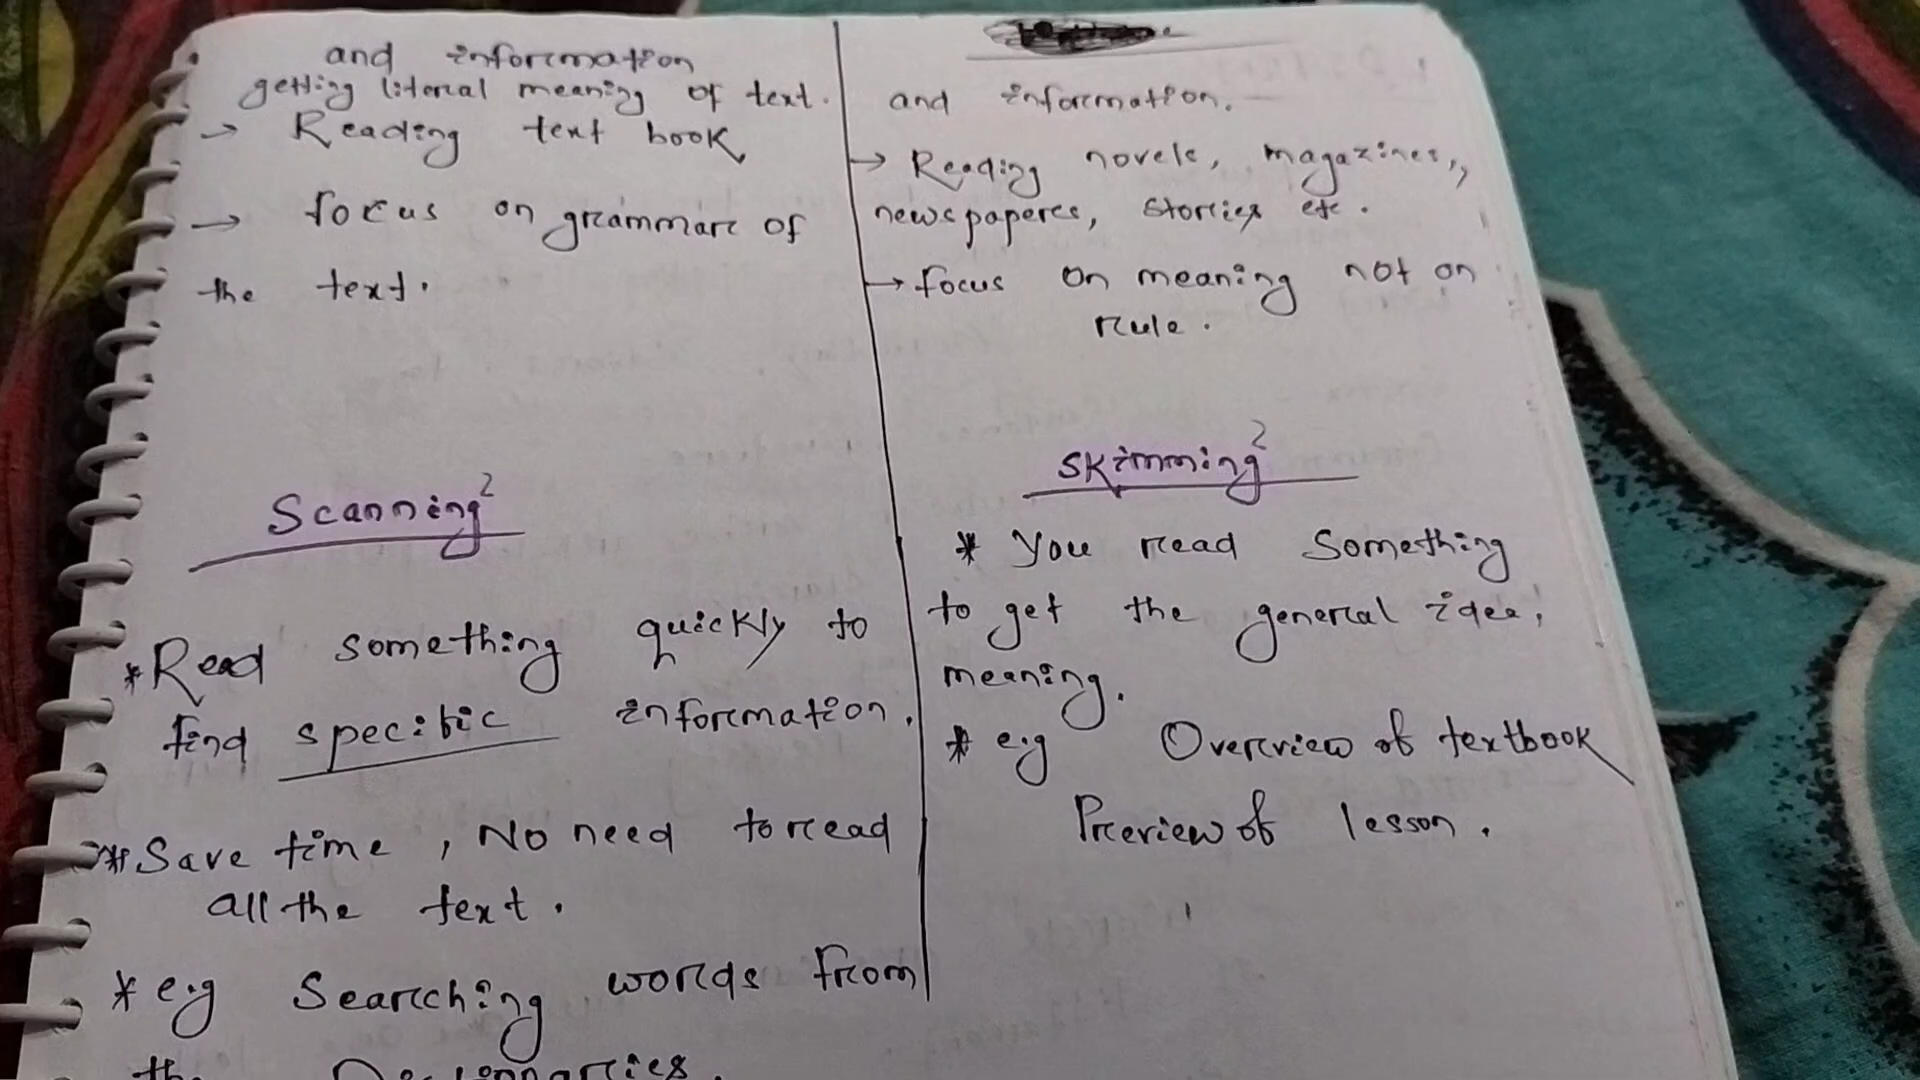 and information
getting literal meaning of text.
→ Reading text book
→ focus on grammar of
the text.
and information.
→ Reading novels, magazines,,
newspapers, stories etc.
→ focus on meaning not on
rule.
Scanning²
*Read something quickly to
find specific information.
*Save time, No need to read
all the text.
* e.g Searching words from
Skimming²
* You read Something
to get the general idea,
meaning.
* e.g Overview of textbook
Preview of lesson.